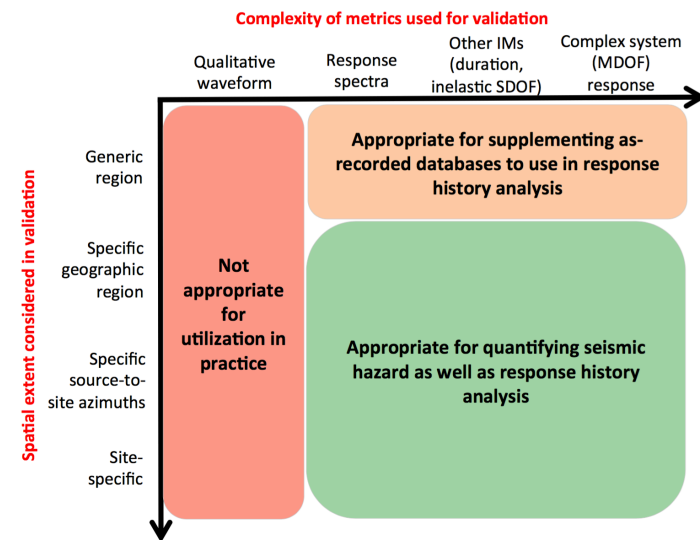 Complexity of metrics used for validation
Qualitative
waveform
Response
spectra
Other IMs
(duration,
inelastic SDOF)
Complex system
(MDOF)
response
Spatial extent considered in validation
Generic
region
Specific
geographic
region
Specific
source-to-
site azimuths
Site-
specific
Not
appropriate
for
utilization in
practice
Appropriate for supplementing as-
recorded databases to use in response
history analysis
Appropriate for quantifying seismic
hazard as well as response history
analysis